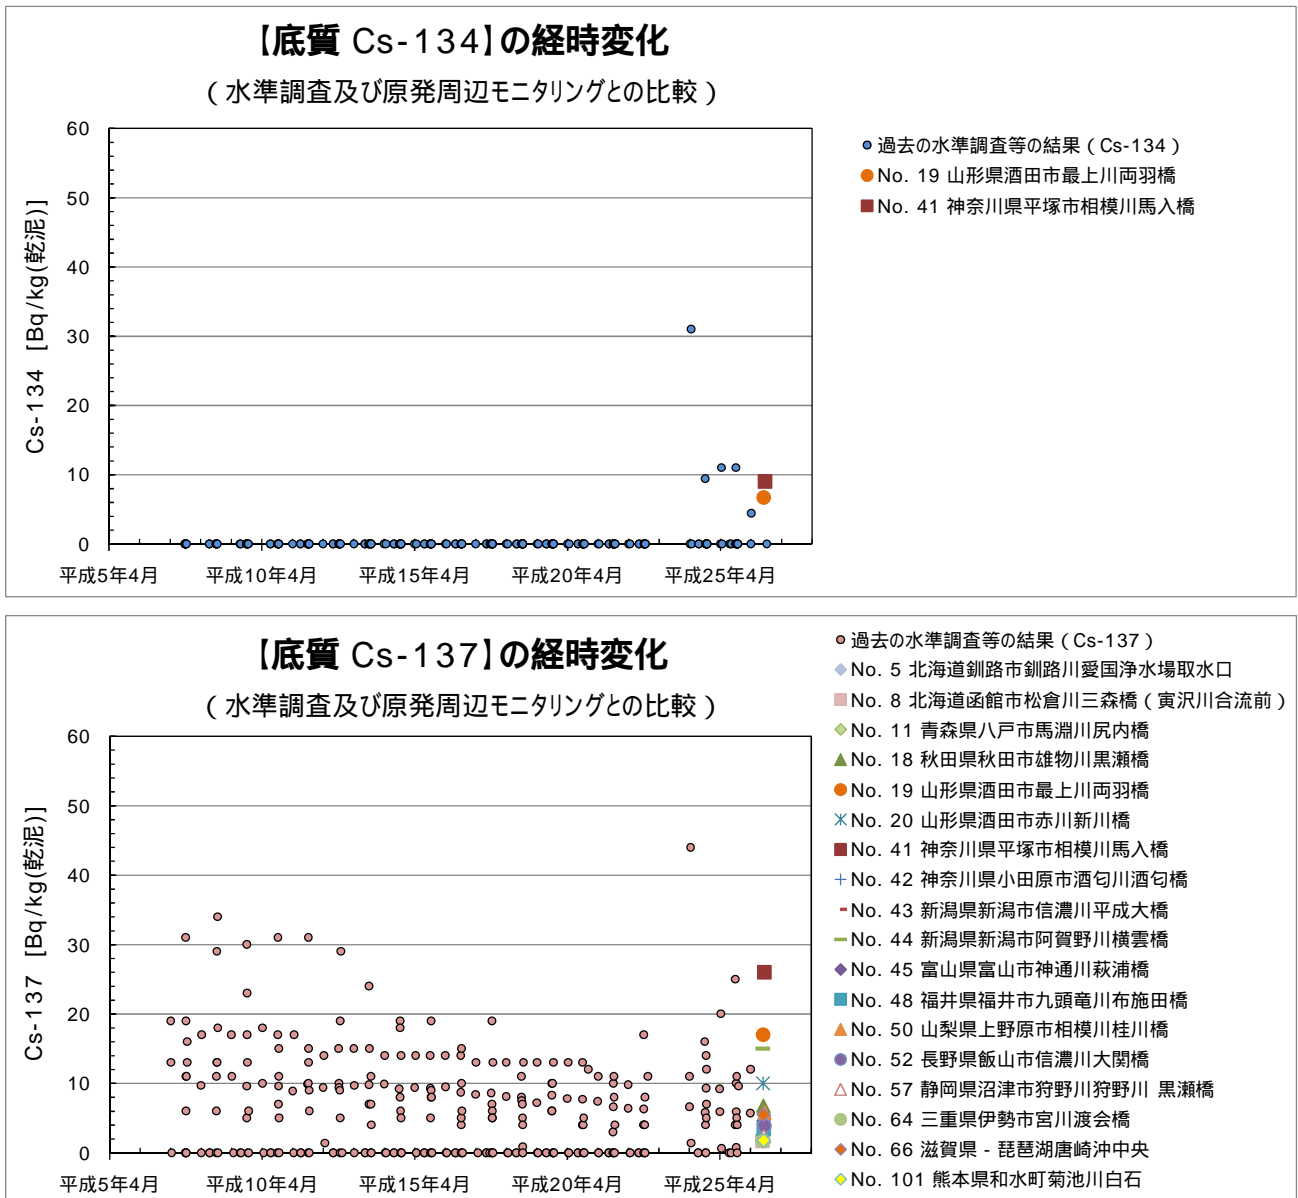 【底質 Cs-134】の経時変化
（水準調査及び原発周辺モニタリングとの比較）
Cs-134 [Bq/kg(乾泥)]
60
50
40
30
20
10
0
平成5年4月
平成10年4月
平成15年4月
平成20年4月
平成25年4月
過去の水準調査等の結果（Cs-134）
No. 19 山形県酒田市最上川両羽橋
No. 41 神奈川県平塚市相模川馬入橋
【底質 Cs-137】の経時変化
（水準調査及び原発周辺モニタリングとの比較）
Cs-137 [Bq/kg(乾泥)]
60
50
40
30
20
10
0
平成5年4月
平成10年4月
平成15年4月
平成20年4月
平成25年4月
過去の水準調査等の結果（Cs-137）
No. 5 北海道釧路市釧路川愛国浄水場取水口
No. 8 北海道函館市松倉川三森橋（寅沢川合流前）
No. 11 青森県八戸市馬淵川尻内橋
No. 18 秋田県秋田市雄物川黒瀬橋
No. 19 山形県酒田市最上川両羽橋
No. 20 山形県酒田市赤川新川橋
No. 41 神奈川県平塚市相模川馬入橋
No. 42 神奈川県小田原市酒匂川酒匂橋
No. 43 新潟県新潟市信濃川平成大橋
No. 44 新潟県新潟市阿賀野川横雲橋
No. 45 富山県富山市神通川萩浦橋
No. 48 福井県福井市九頭竜川布施田橋
No. 50 山梨県上野原市相模川桂川橋
No. 52 長野県飯山市信濃川大関橋
No. 57 静岡県沼津市狩野川狩野川 黒瀬橋
No. 64 三重県伊勢市宮川渡会橋
No. 66 滋賀県 - 琵琶湖唐崎沖中央
No. 101 熊本県和水町菊池川白石